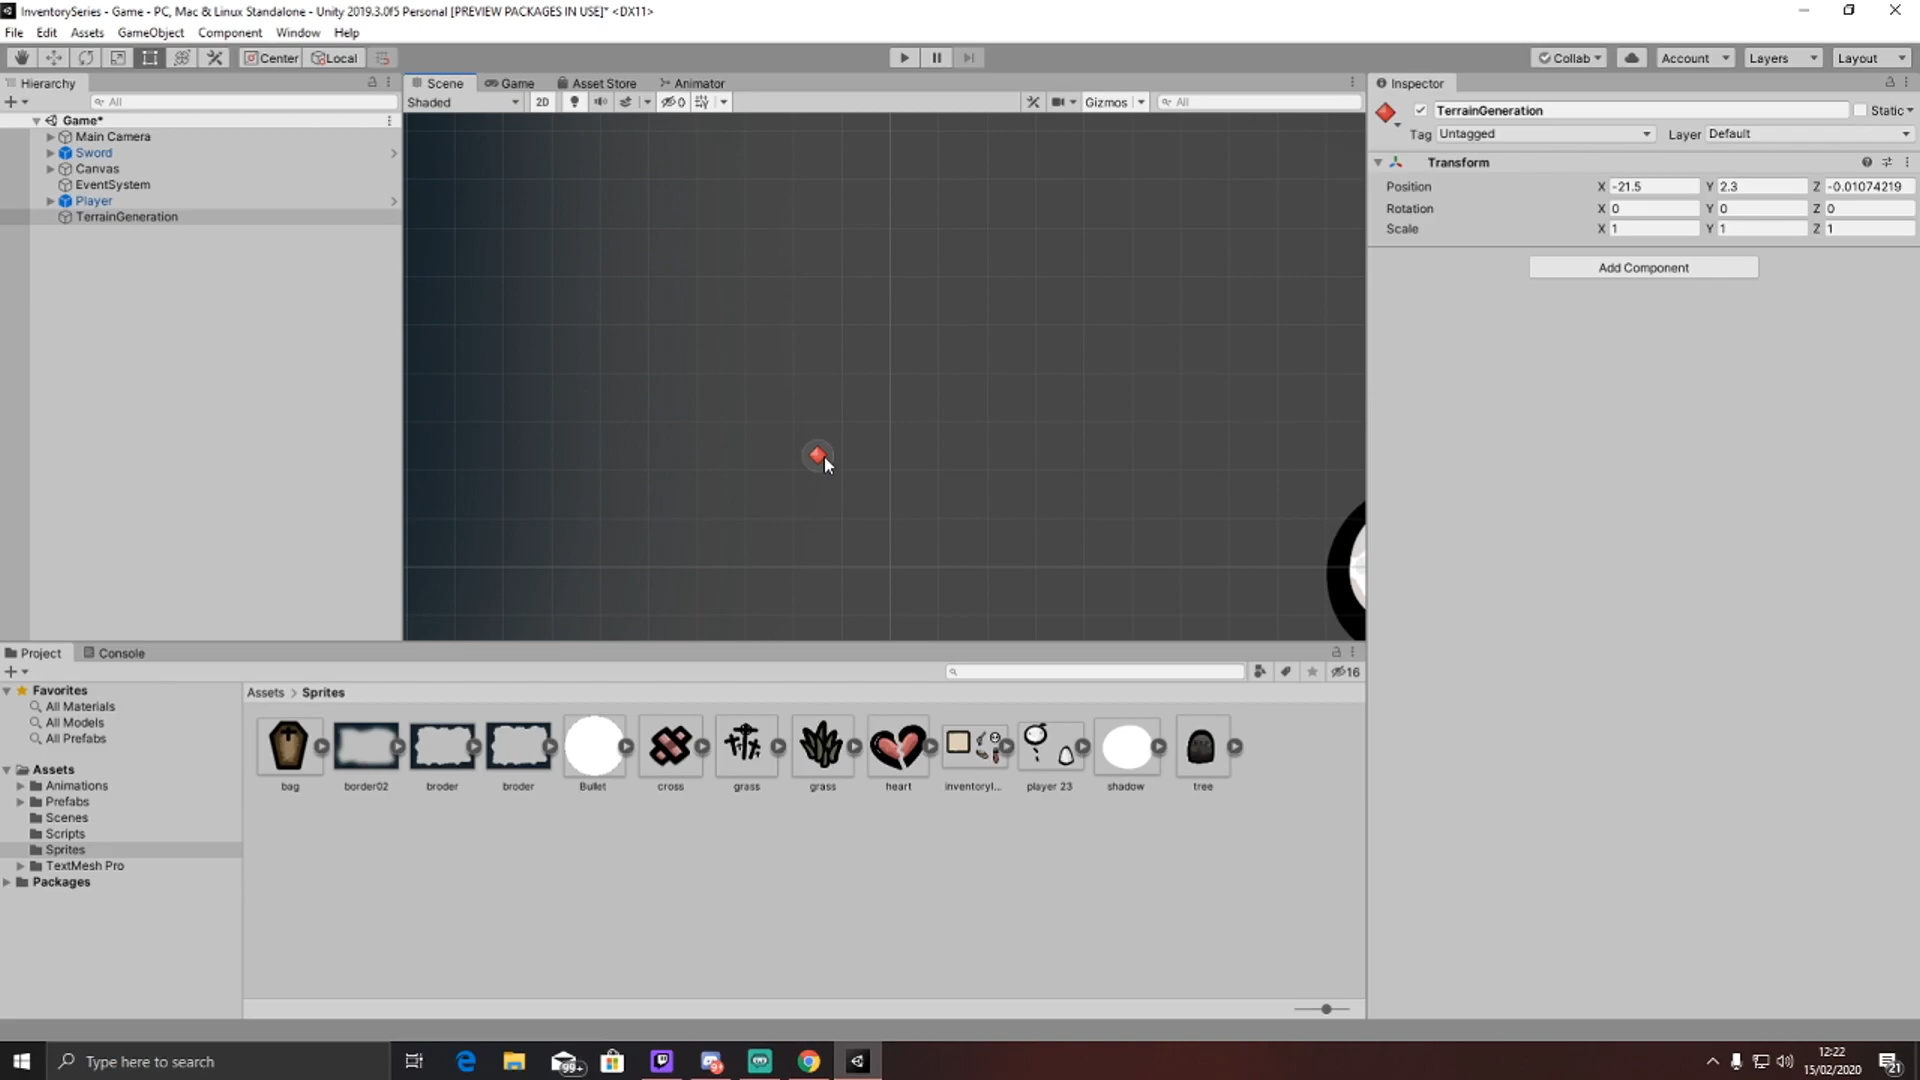 InventorySeries - Game - PC, Mac & Linux Standalone - Unity 2019.3.0f5 Personal [PREVIEW PACKAGES IN USE]* <DX11>
File Edit Assets GameObject Component Window Help
Center Local Collab Account Layers Layout
Hierarchy
All
Game*
Main Camera
Sword
Canvas
EventSystem
Player
TerrainGeneration
Scene Game Asset Store Animator
Shaded 2D 0 Gizmos All
Inspector
TerrainGeneration Static
Tag Untagged Layer Default
Transform
Position X -21.5 Y 2.3 Z -0.01074219
Rotation X 0 Y 0 Z 0
Scale X 1 Y 1 Z 1
Add Component
Project Console
16
Favorites
All Materials
All Models
All Prefabs
Assets
Animations
Prefabs
Scenes
Scripts
Sprites
TextMesh Pro
Packages
Assets > Sprites
bag border02 broder broder Bullet cross grass grass heart inventoryI... player 23 shadow tree
Type here to search
99+
9+
12:22
15/02/2020
21